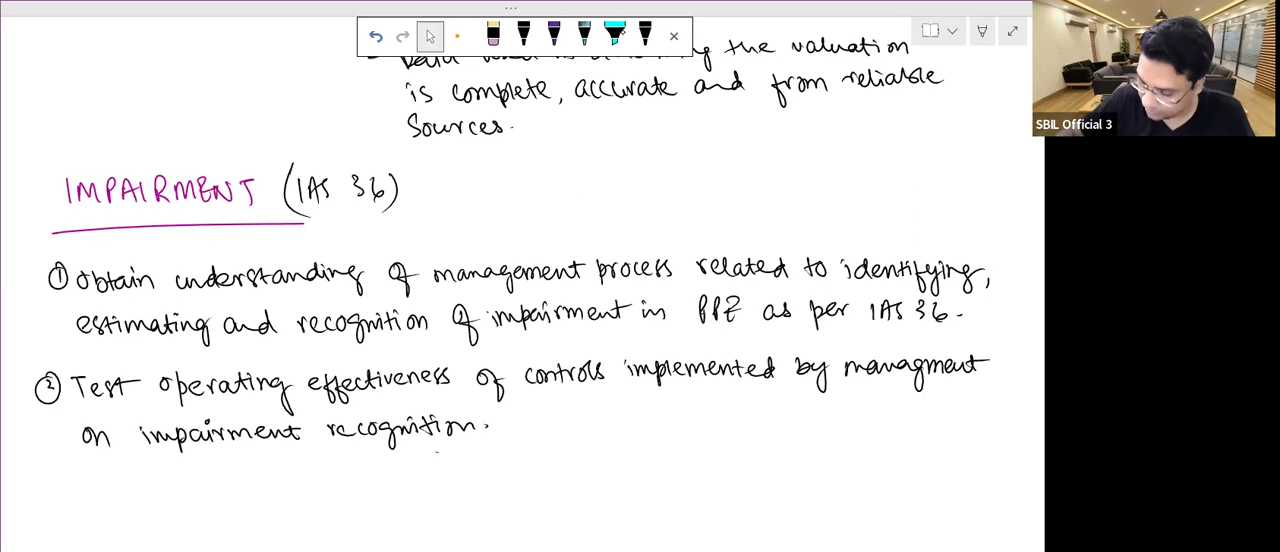 the valuation
is complete, accurate and from reliable
Sources.
SBIL Official 3
IMPAIRMENT (IAS 36)
① Obtain understanding of management process related to identifying,
estimating and recognition of impairment in PPE as per IAS 36.
② Test operating effectiveness of controls implemented by managment
on impairment recognition.